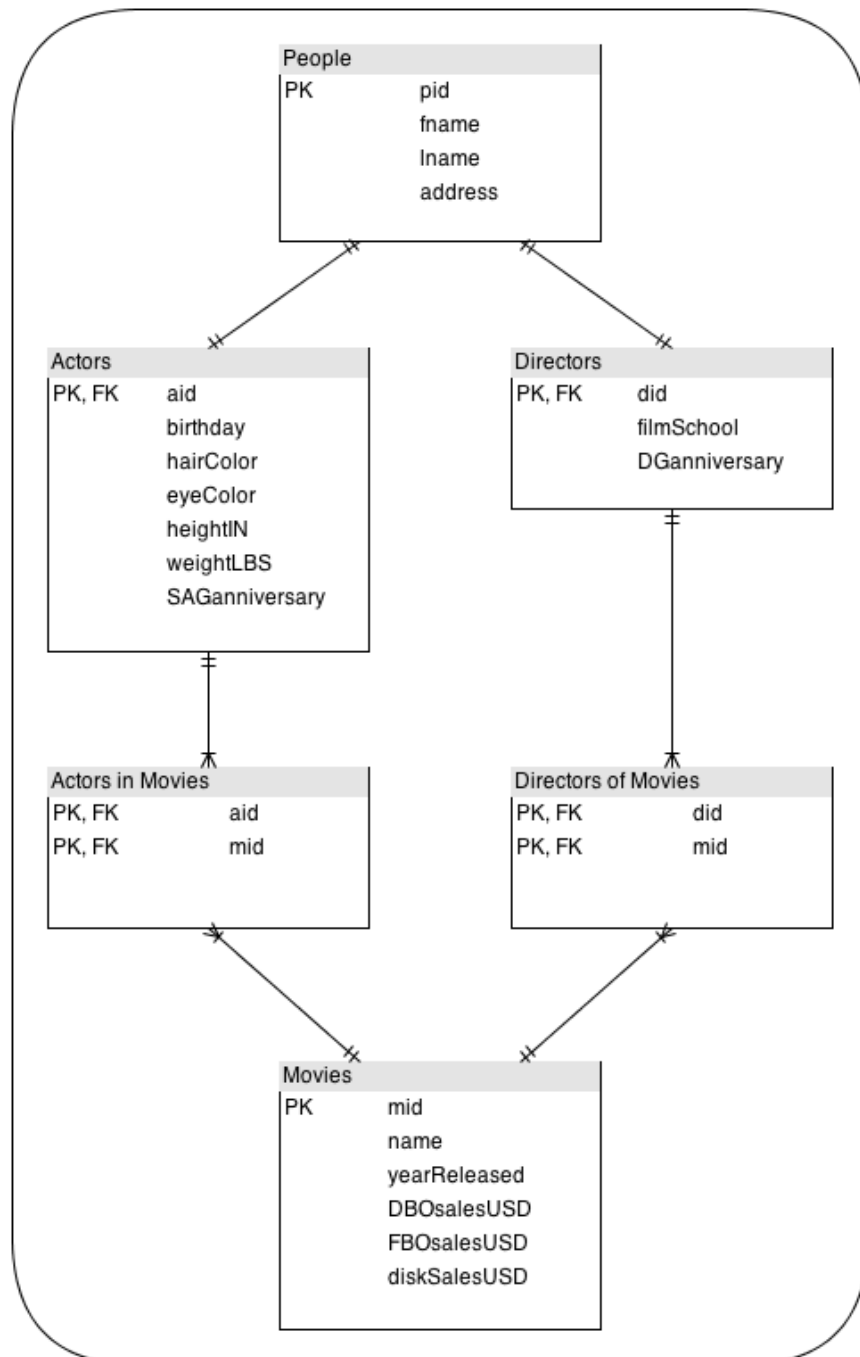 People
PK pid
fname
lname
address
Actors
PK, FK aid
birthday
hairColor
eyeColor
heightIN
weightLBS
SAGanniversary
Directors
PK, FK did
filmSchool
DGanniversary
Actors in Movies
PK, FK aid
PK, FK mid
Directors of Movies
PK, FK did
PK, FK mid
Movies
PK mid
name
yearReleased
DBOsalesUSD
FBOsalesUSD
diskSalesUSD